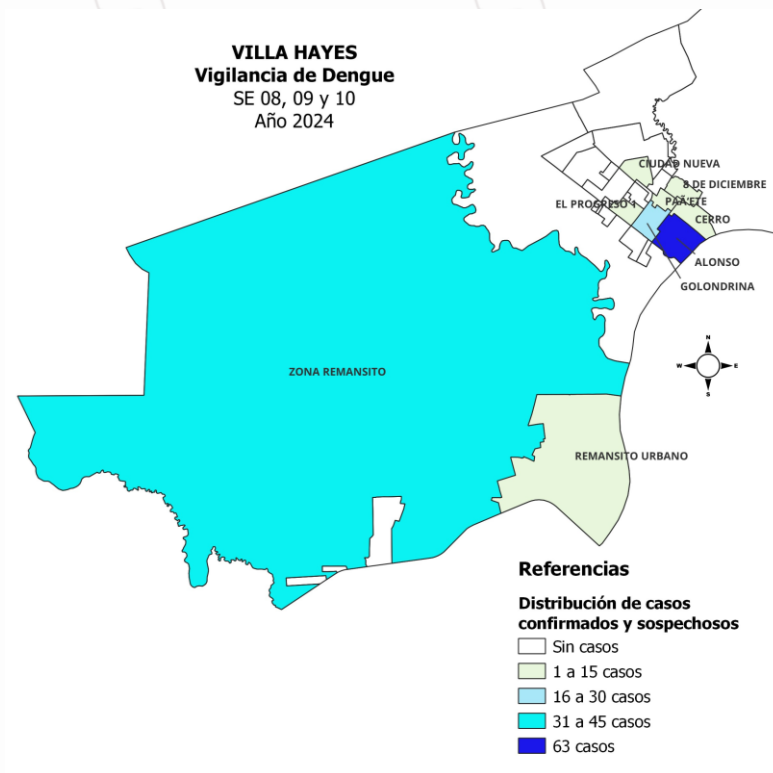 VILLA HAYES
Vigilancia de Dengue
SE 08, 09 y 10
Año 2024
CIUDAD NUEVA
8 DE DICIEMBRE
EL PROGRESO 1
PAÃ'ETE
CERRO
ALONSO
GOLONDRINA
N
W
E
S
ZONA REMANSITO
REMANSITO URBANO
Referencias
Distribución de casos
confirmados y sospechosos
Sin casos
1 a 15 casos
16 a 30 casos
31 a 45 casos
63 casos